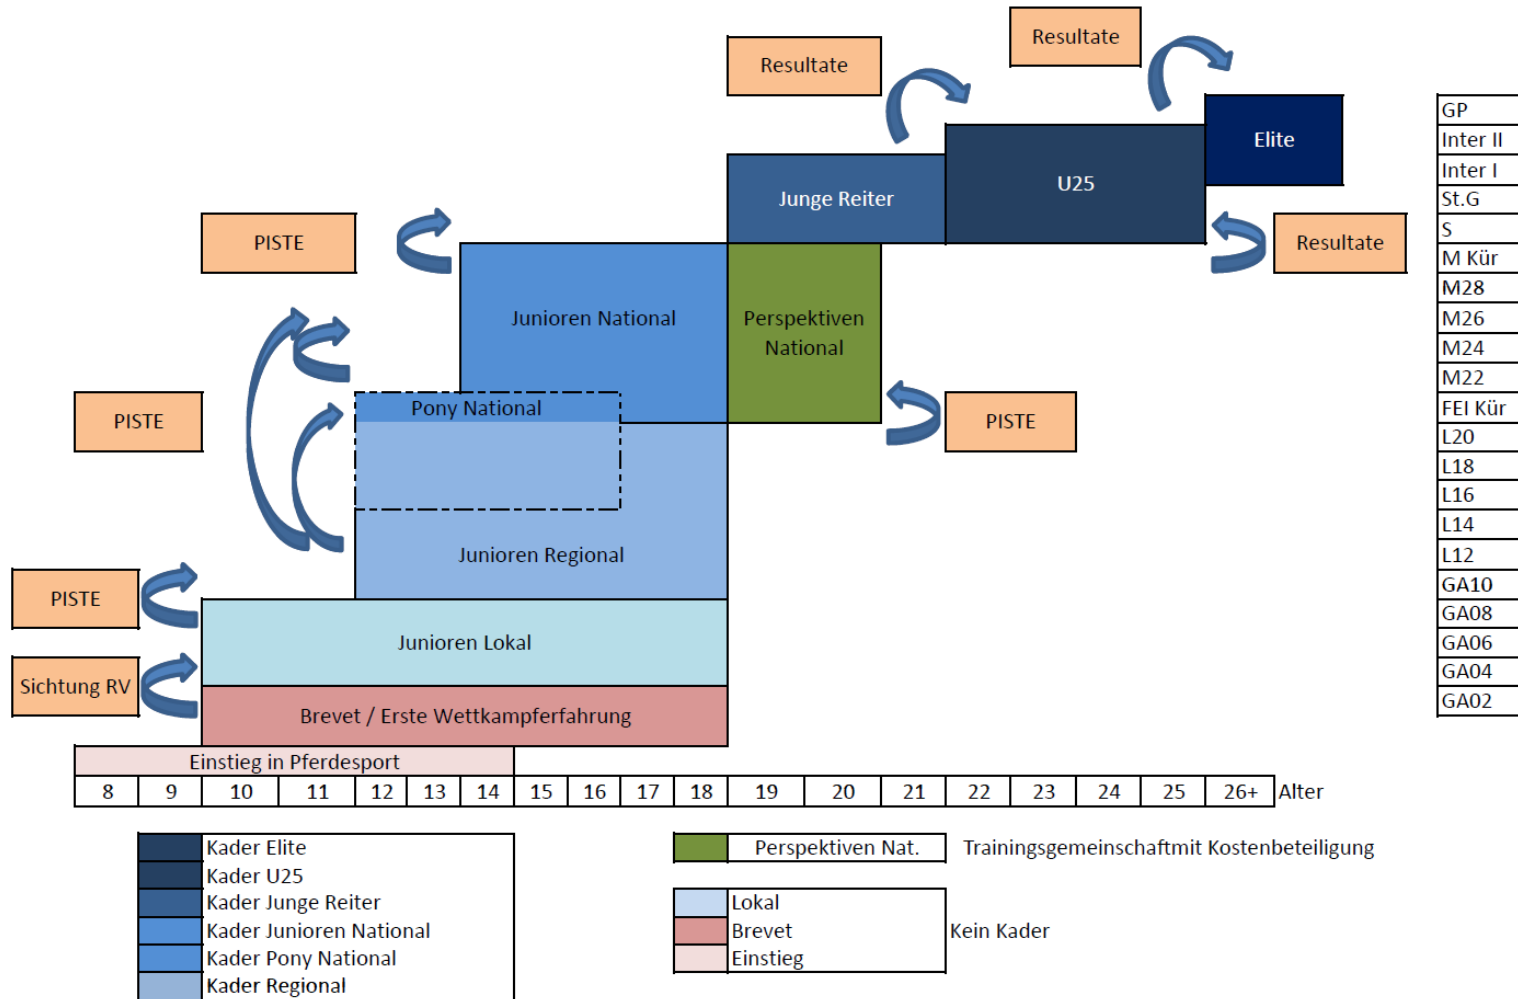 Resultate
Resultate
GP
Inter II
Elite
Inter I
U25
Junge Reiter
St.G
PISTE
S
Resultate
M Kür
M28
Junioren National
Perspektiven
National
M26
M24
M22
Pony National
FEI Kür
PISTE
PISTE
L20
L18
L16
L14
Junioren Regional
L12
GA10
PISTE
GA08
Junioren Lokal
GA06
GA04
Sichtung RV
GA02
Brevet / Erste Wettkampferfahrung
Einstieg in Pferdesport
8 9 10 11 12 13 14 15 16 17 18 19 20 21 22 23 24 25 26+ Alter
Kader Elite
Kader U25
Kader Junge Reiter
Kader Junioren National
Kader Pony National
Kader Regional
Perspektiven Nat. Trainingsgemeinschaftmit Kostenbeteiligung
Lokal
Brevet
Einstieg
Kein Kader